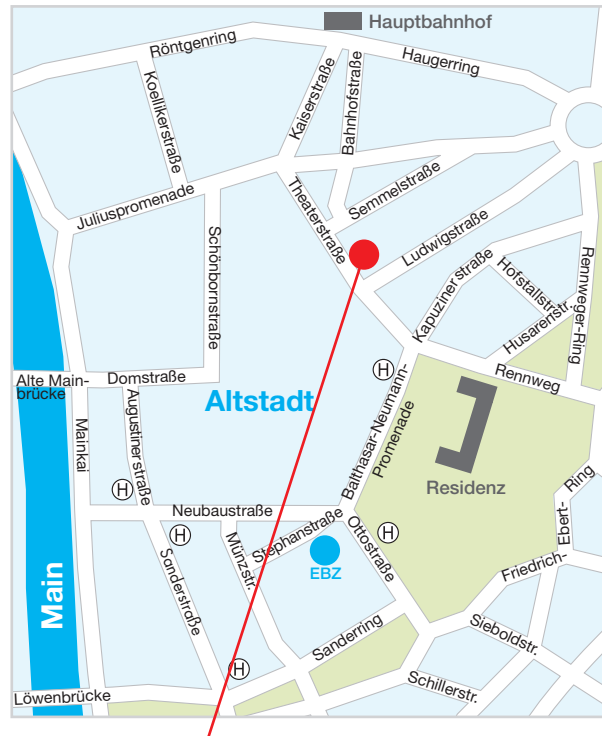 Hauptbahnhof
Röntgenring
Haugerring
Koellikerstraße
Kaiserstraße
Bahnhofstraße
Juliuspromenade
Theaterstraße
Semmelstraße
Schönbornstraße
Ludwigstraße
Kapuzinerstraße
Hofstallstr.
Husarenstr.
Rennweger-Ring
Rennweg
Alte Main-
brücke
Domstraße
Altstadt
Mainkai
Augustinerstraße
H
Balthasar-Neumann-
Promenade
Residenz
H
Neubaustraße
H
Sanderstraße
Münzstr.
Stephanstraße
EBZ
Ottostraße
H
Friedrich-
Ebert-
Ring
Main
H
Sanderring
Sieboldstr.
Schillerstr.
Löwenbrücke